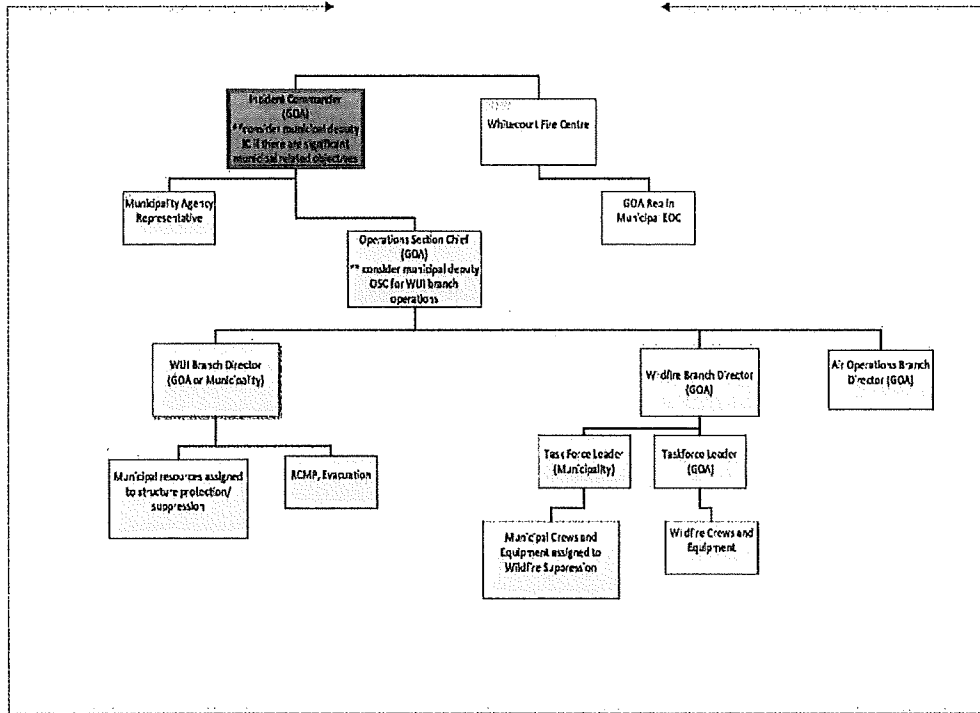 Incident Commander
(GOA)
**consider municipal deputy
IC if there are significant
municipal related objectives
Whitecourt Fire Centre
Municipality Agency
Representative
GOA Rep in
Municipal EOC
Operations Section Chief
(GOA)
** consider municipal deputy
OSC for WUI branch
operations
WUI Branch Director
(GOA or Municipality)
Wildfire Branch Director
(GOA)
Air Operations Branch
Director (GOA)
Municipal resources assigned
to structure protection/
suppression
RCMP, Evacuation
Task Force Leader
(Municipality)
Taskforce Leader
(GOA)
Municipal Crews and
Equipment assigned to
Wildfire Suppression
Wildfire Crews and
Equipment